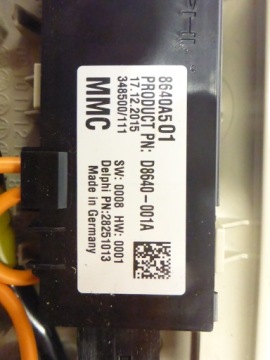 8640A501
PRODUCT PN: D8640-001A
17.12.2015
348500/111
MMC
SW: 0008 HW: 0001
Delphi PN:28251013
Made in Germany